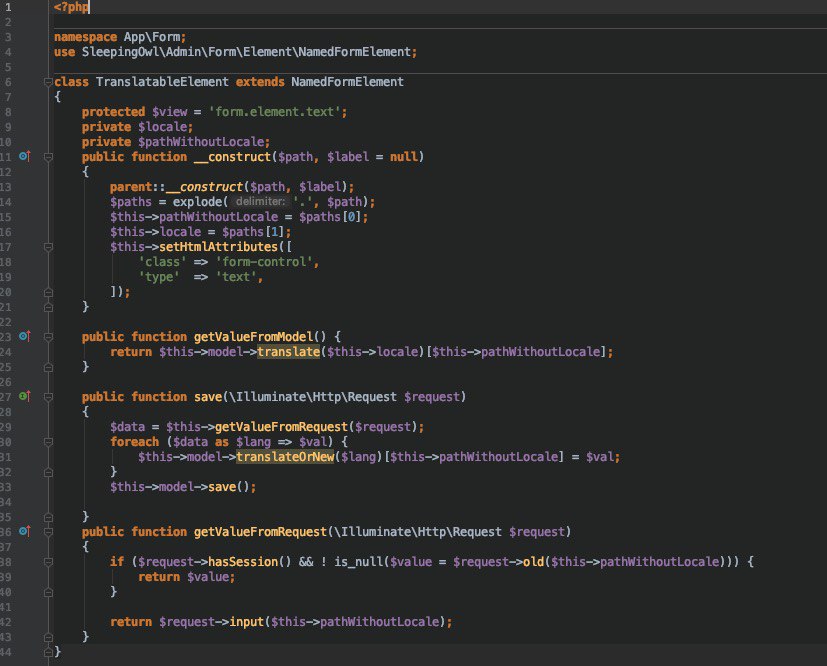 1 <?php
2
3 namespace App\Form;
4 use SleepingOwl\Admin\Form\Element\NamedFormElement;
5
6 class TranslatableElement extends NamedFormElement
7 {
8     protected $view = 'form.element.text';
9     private $locale;
10     private $pathWithoutLocale;
11     public function __construct($path, $label = null)
12     {
13         parent::__construct($path, $label);
14         $paths = explode( delimiter: '.', $path);
15         $this->pathWithoutLocale = $paths[0];
16         $this->locale = $paths[1];
17         $this->setHtmlAttributes([
18             'class' => 'form-control',
19             'type'  => 'text',
20         ]);
21     }
22
23     public function getValueFromModel() {
24         return $this->model->translate($this->locale)[$this->pathWithoutLocale];
25     }
26
27     public function save(\Illuminate\Http\Request $request)
28     {
29         $data = $this->getValueFromRequest($request);
30         foreach ($data as $lang => $val) {
31             $this->model->translateOrNew($lang)[$this->pathWithoutLocale] = $val;
32         }
33         $this->model->save();
34
35     }
36     public function getValueFromRequest(\Illuminate\Http\Request $request)
37     {
38         if ($request->hasSession() && ! is_null($value = $request->old($this->pathWithoutLocale))) {
39             return $value;
40         }
41
42         return $request->input($this->pathWithoutLocale);
43     }
44 }